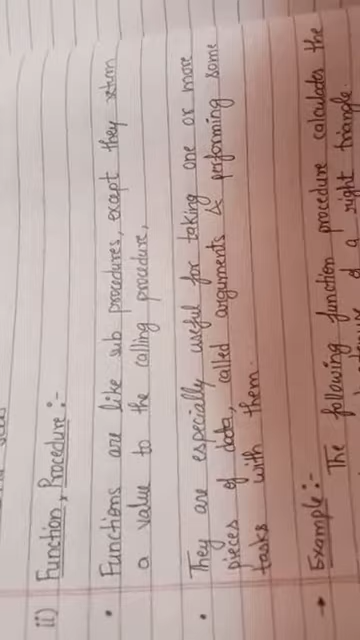 ii) Function, Procedure :-
• Functions are like sub procedures, except they return
a value to the calling procedure.
• They are especially useful for taking one or more
pieces of data, called arguments & performing some
tasks with them.
→ Example :-
The following function procedure calculates the
of a right triangle.